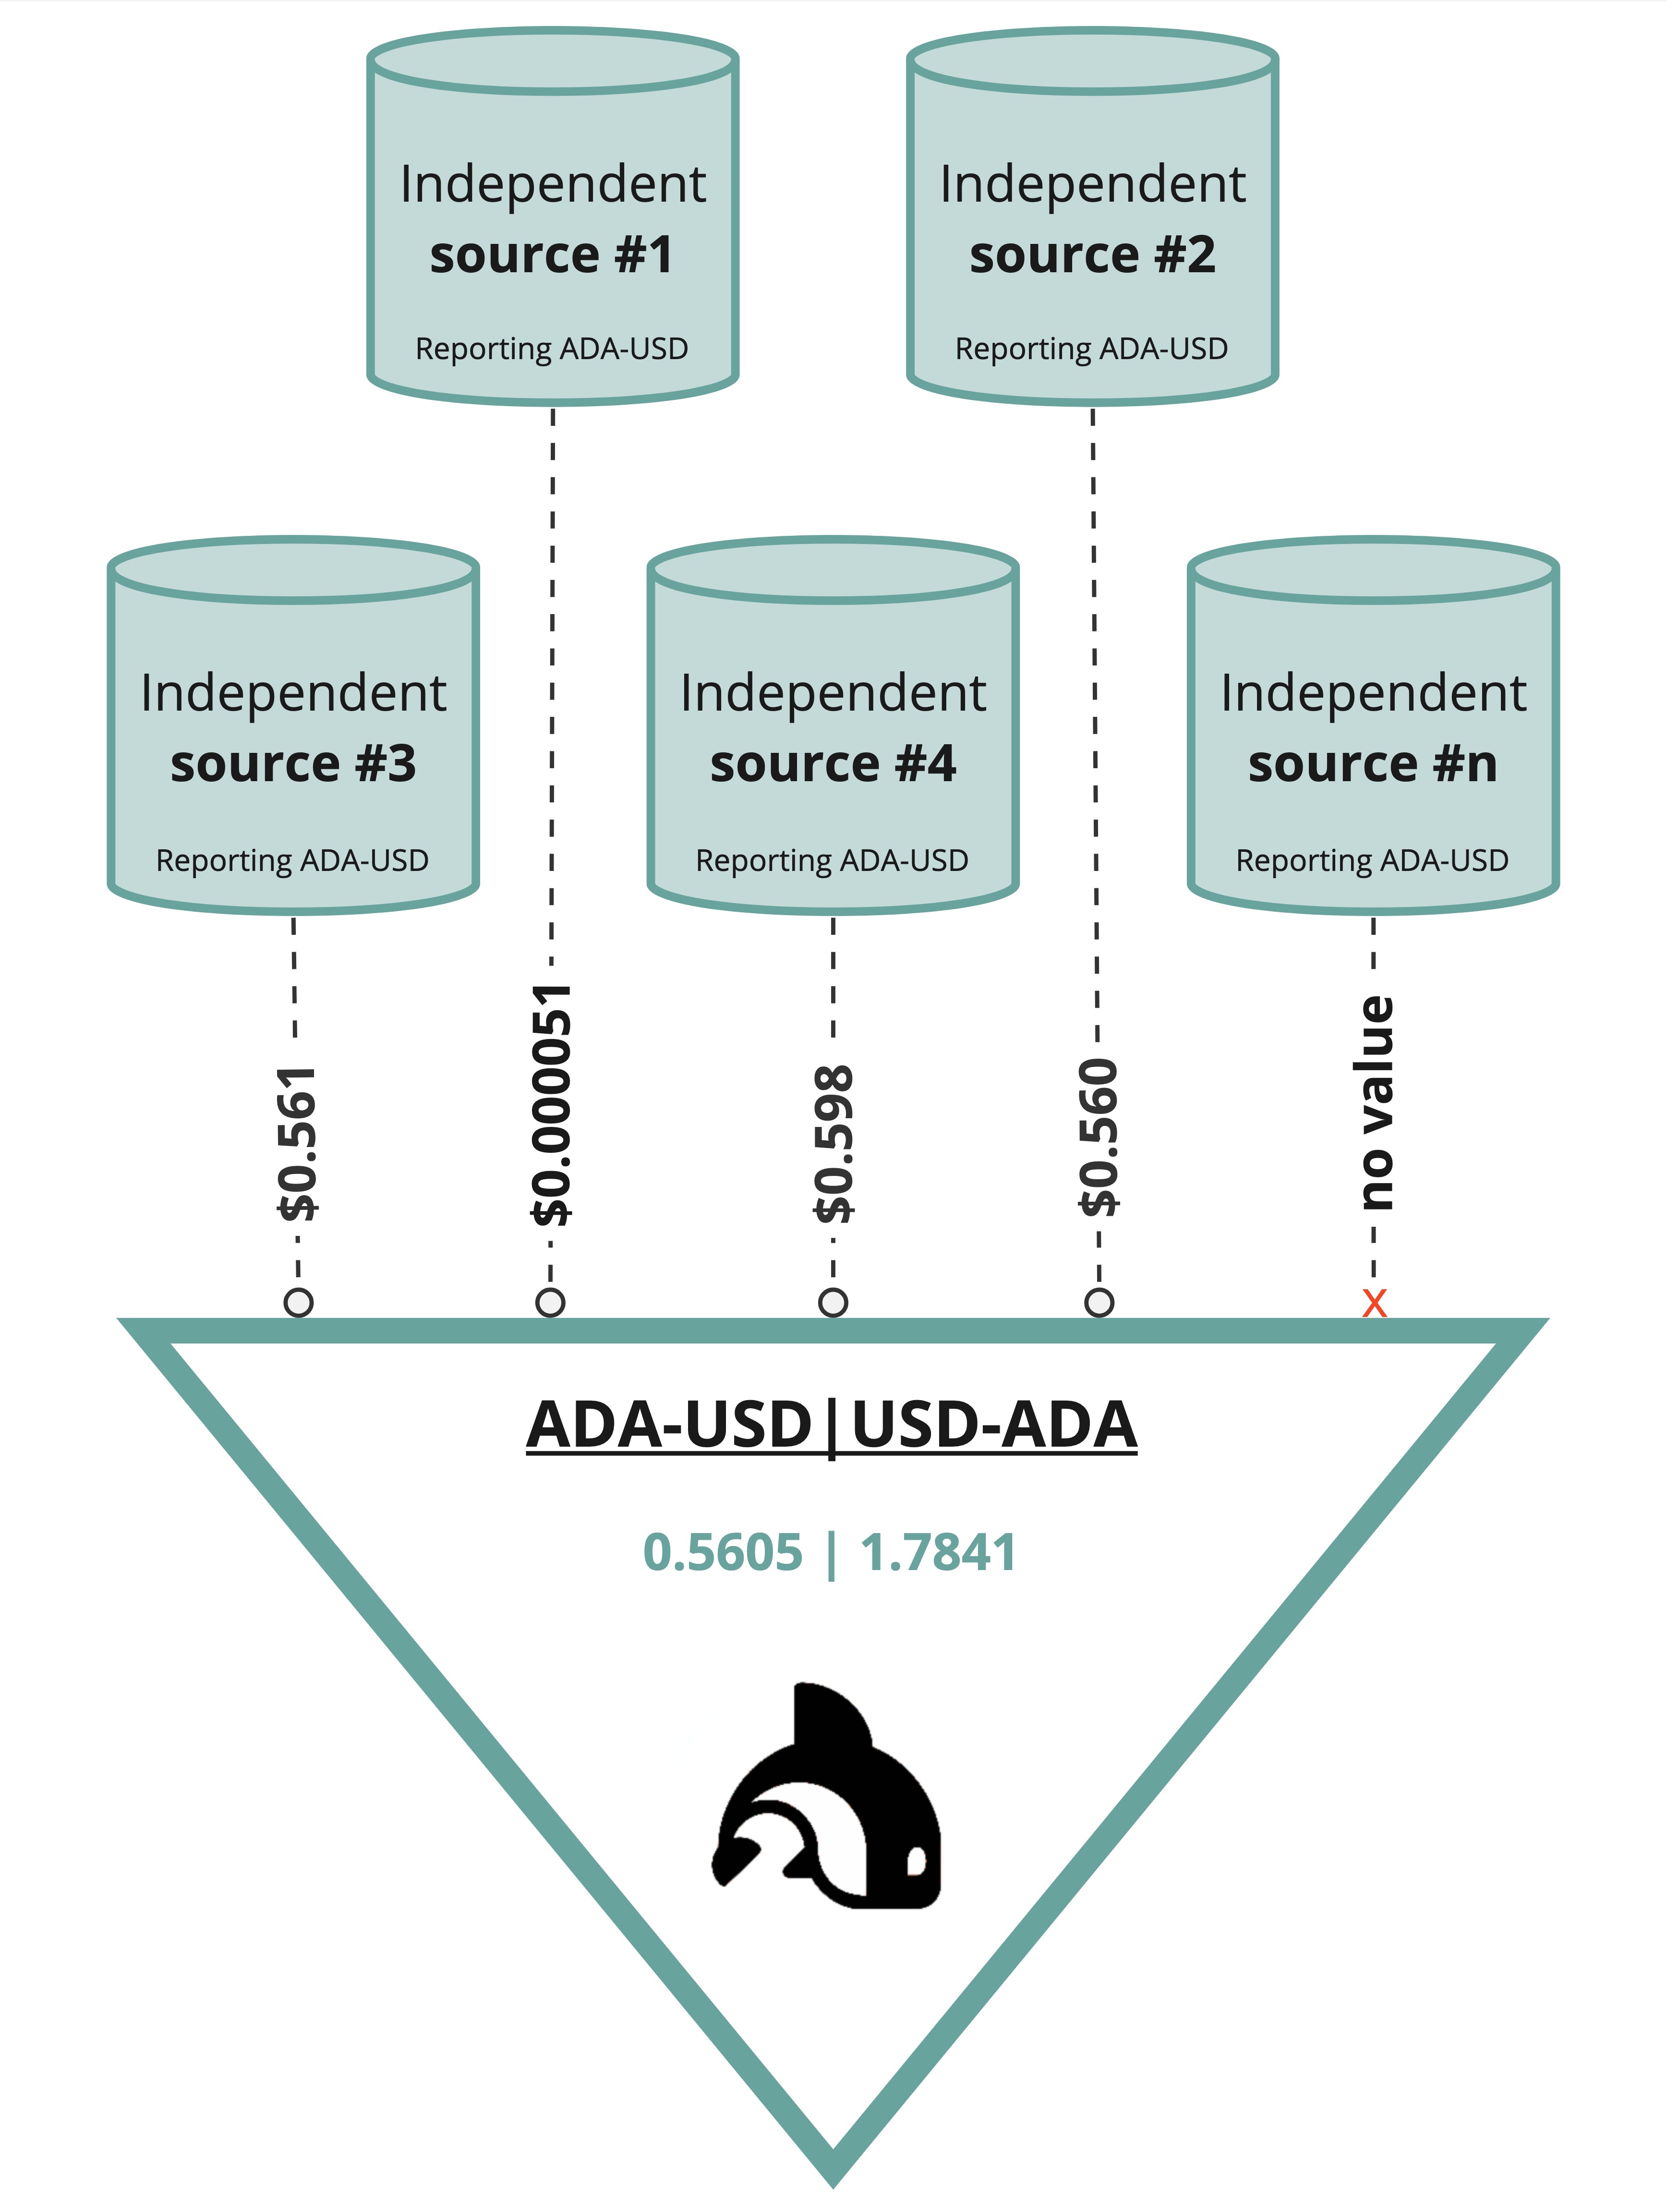 Independent
source #1
Reporting ADA-USD
Independent
source #2
Reporting ADA-USD
Independent
source #3
Reporting ADA-USD
Independent
source #4
Reporting ADA-USD
Independent
source #n
Reporting ADA-USD
$0.561
$0.000051
$0.598
$0.560
no value
x
ADA-USD|USD-ADA
0.5605 | 1.7841